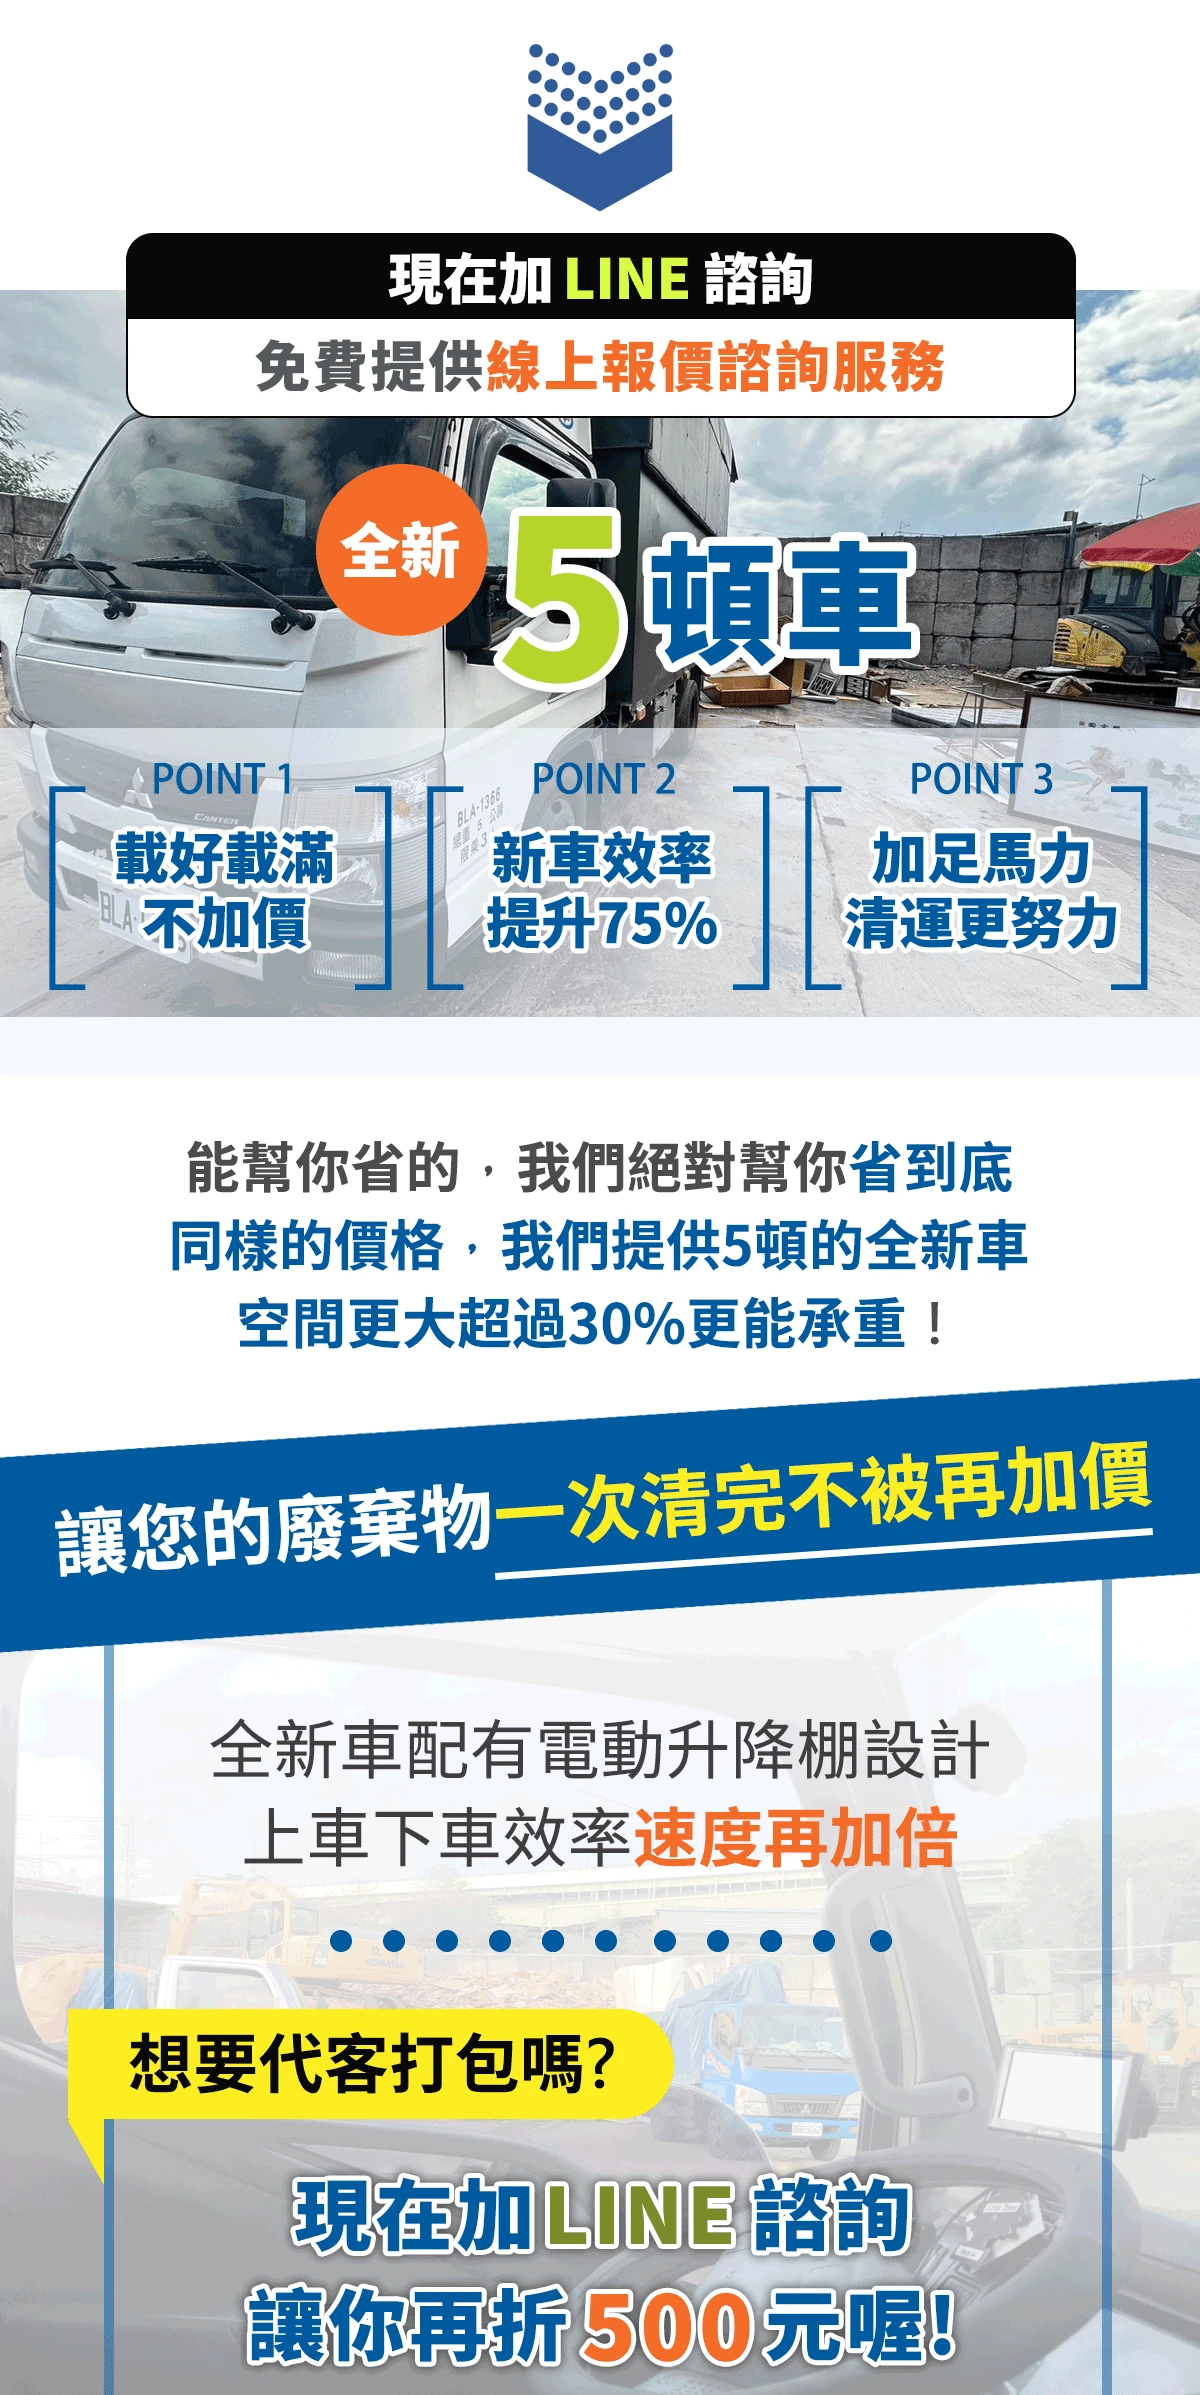 現在加 LINE 諮詢
免費提供線上報價諮詢服務
全新
5頓車
POINT 1
載好載滿
不加價
POINT 2
新車效率
提升75%
POINT 3
加足馬力
清運更努力
CANTER
BLA-1366
BLA
能幫你省的，我們絕對幫你省到底
同樣的價格，我們提供5頓的全新車
空間更大超過30%更能承重！
讓您的廢棄物一次清完不被再加價
全新車配有電動升降棚設計
上車下車效率速度再加倍
KOMATSU
想要代客打包嗎?
現在加LINE 諮詢
讓你再折500元喔!